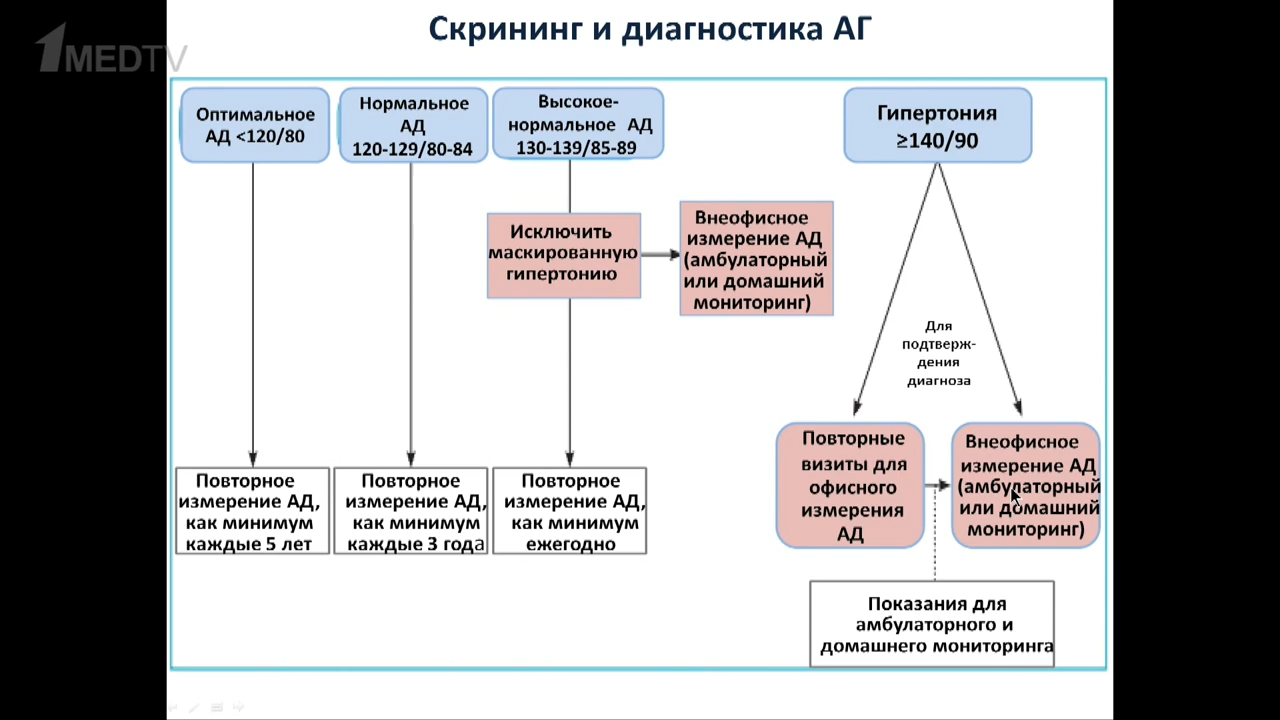 1MEDTV
Скрининг и диагностика АГ
Оптимальное
АД <120/80
Нормальное
АД
120-129/80-84
Высокое-
нормальное АД
130-139/85-89
Гипертония
≥140/90
Исключить
маскированную
гипертонию
Внеофисное
измерение АД
(амбулаторный
или домашний
мониторинг)
Для
подтверж-
дения
диагноза
Повторное
измерение АД,
как минимум
каждые 5 лет
Повторное
измерение АД,
как минимум
каждые 3 года
Повторное
измерение АД,
как минимум
ежегодно
Повторные
визиты для
офисного
измерения
АД
Внеофисное
измерение АД
(амбулаторный
или домашний
мониторинг)
Показания для
амбулаторного и
домашнего мониторинга